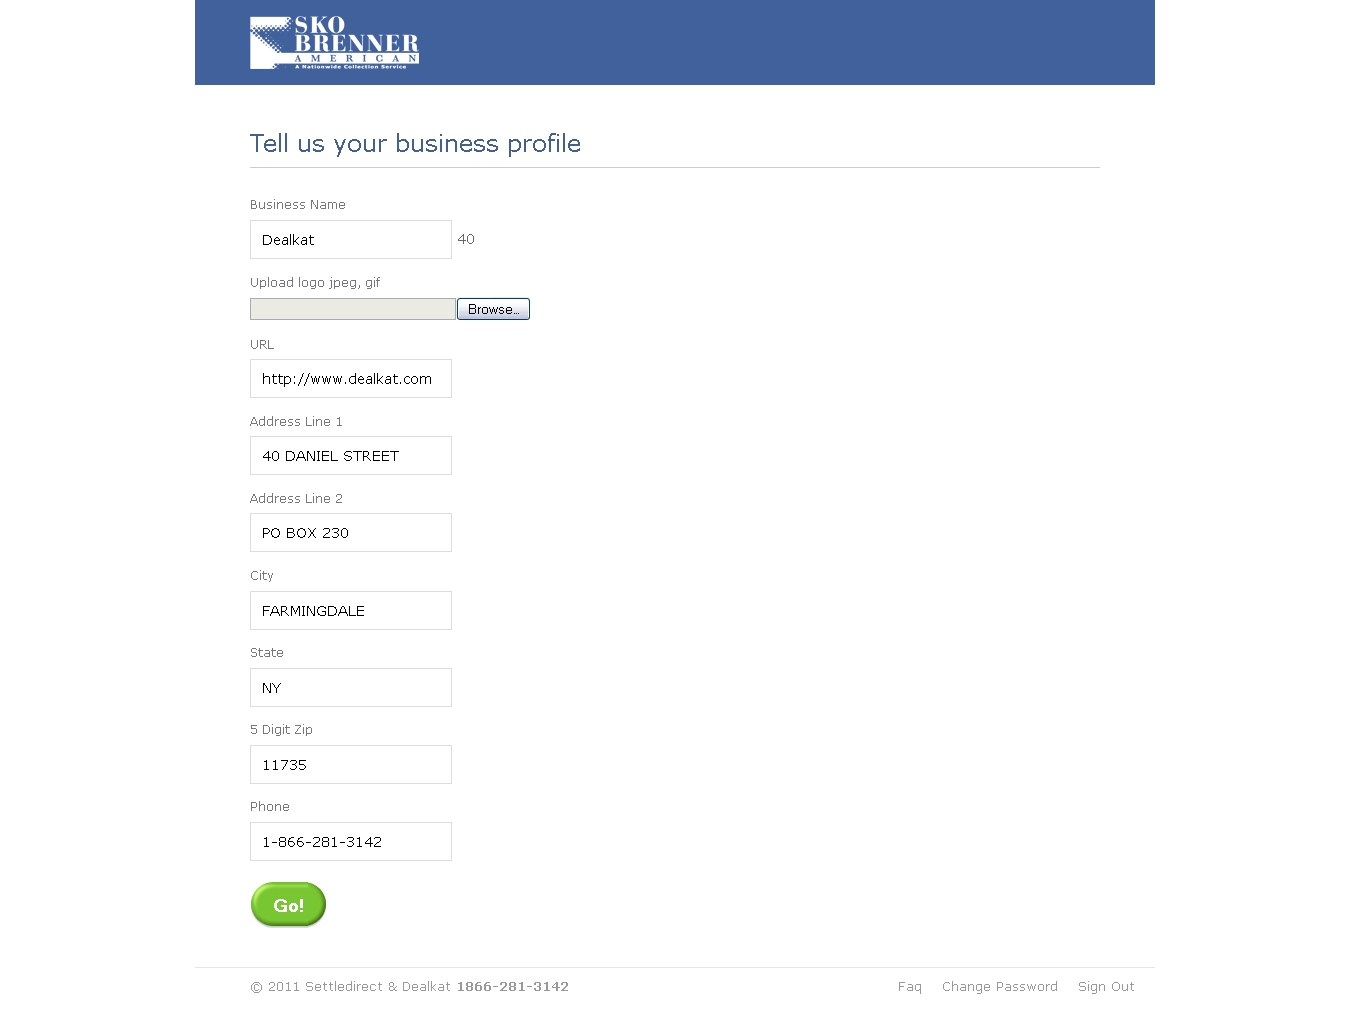 SKO
BRENNER
AMERICAN
A Nationwide Collection Service
Tell us your business profile
Business Name
Dealkat 40
Upload logo jpeg, gif
Browse...
URL
http://www.dealkat.com
Address Line 1
40 DANIEL STREET
Address Line 2
PO BOX 230
City
FARMINGDALE
State
NY
5 Digit Zip
11735
Phone
1-866-281-3142
Go!
© 2011 Settledirect & Dealkat 1866-281-3142 Faq Change Password Sign Out